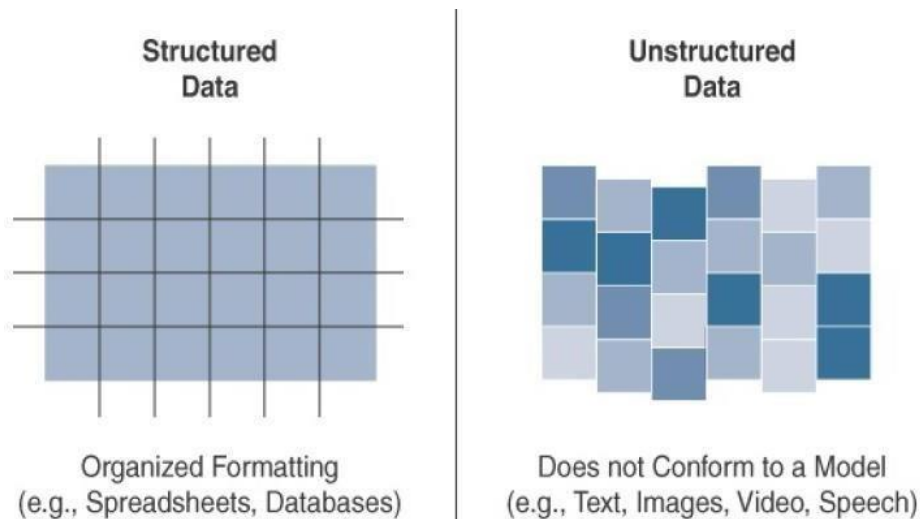 Structured
Data
Organized Formatting
(e.g., Spreadsheets, Databases)
Unstructured
Data
Does not Conform to a Model
(e.g., Text, Images, Video, Speech)